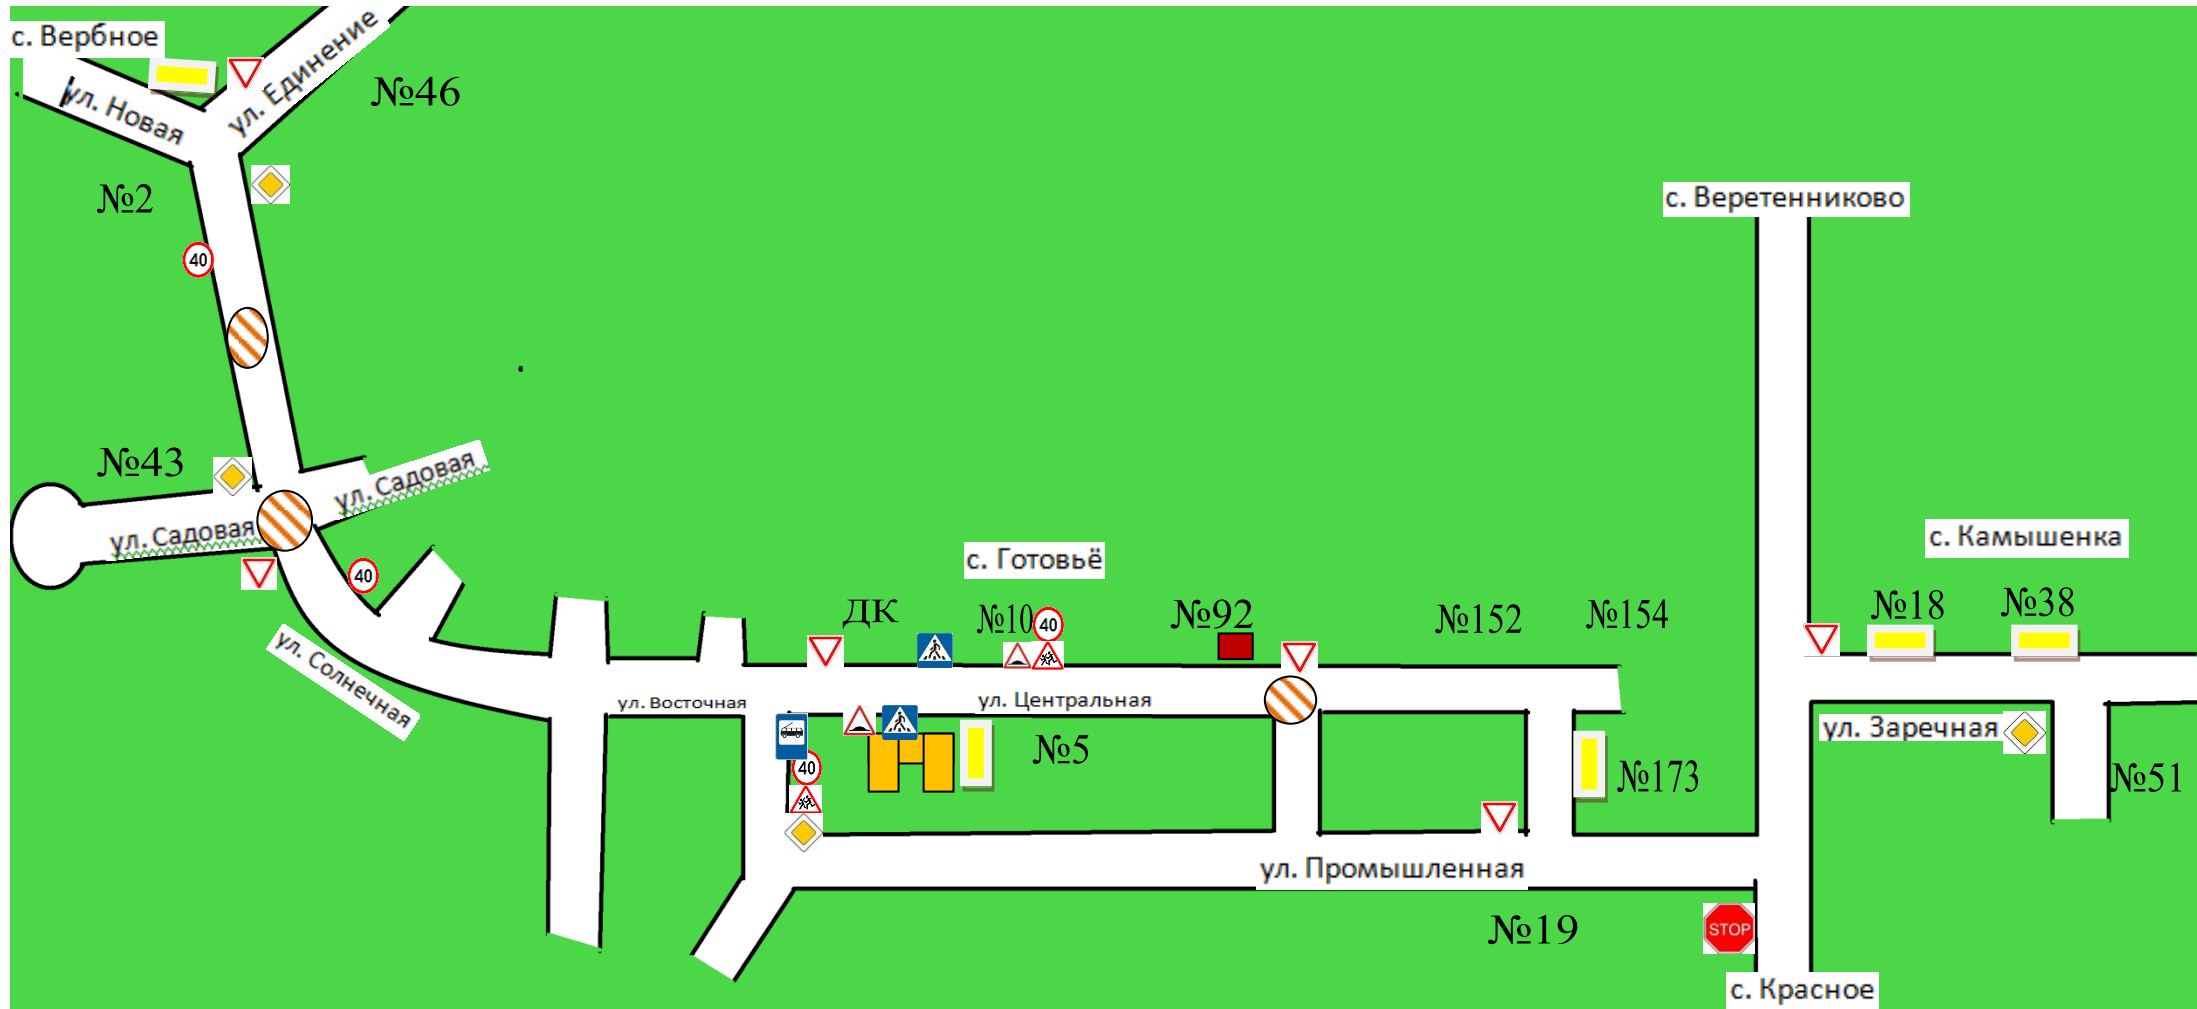 с. Вербное
ул. Единение
№46
ул. Новая
№2
с. Веретенниково
40
№43
ул. Садовая
ул. Садовая
40
с. Готовьё
с. Камышенка
ДК
№10
40
№92
№152
№154
№18
№38
ул. Солнечная
ул. Восточная
ул. Центральная
ул. Заречная
40
№5
№173
№51
ул. Промышленная
№19
STOP
с. Красное